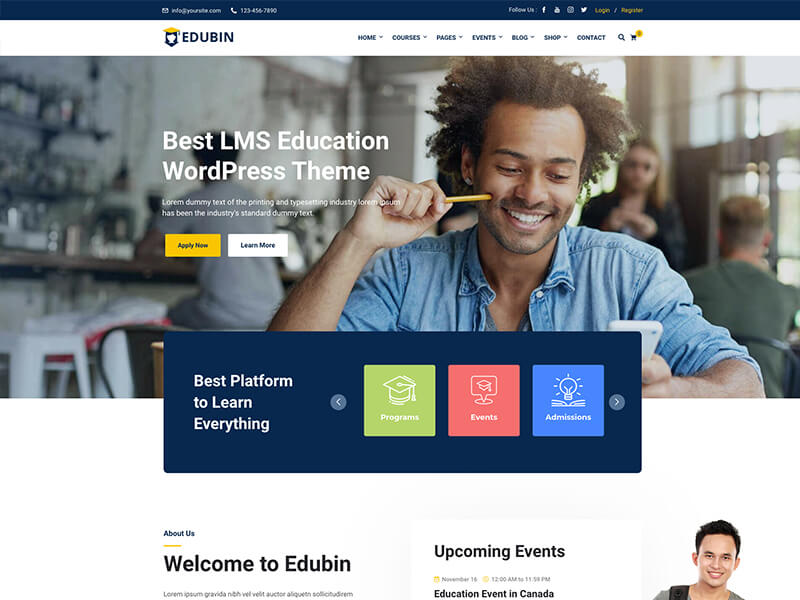 info@yoursite.com 123-456-7890 Follow Us : Login / Register
EDUBIN HOME COURSES PAGES EVENTS BLOG SHOP CONTACT 0
Best LMS Education
WordPress Theme
Lorem dummy text of the printing and typesetting industry lorem ipsum
has been the industry's standard dummy text.
Apply Now Learn More
Best Platform
to Learn
Everything
Programs Events Admissions
About Us
Welcome to Edubin
Lorem ipsum gravida nibh vel velit auctor aliquetn sollicitudirem
Upcoming Events
November 16 12:00 AM to 11:59 PM
Education Event in Canada